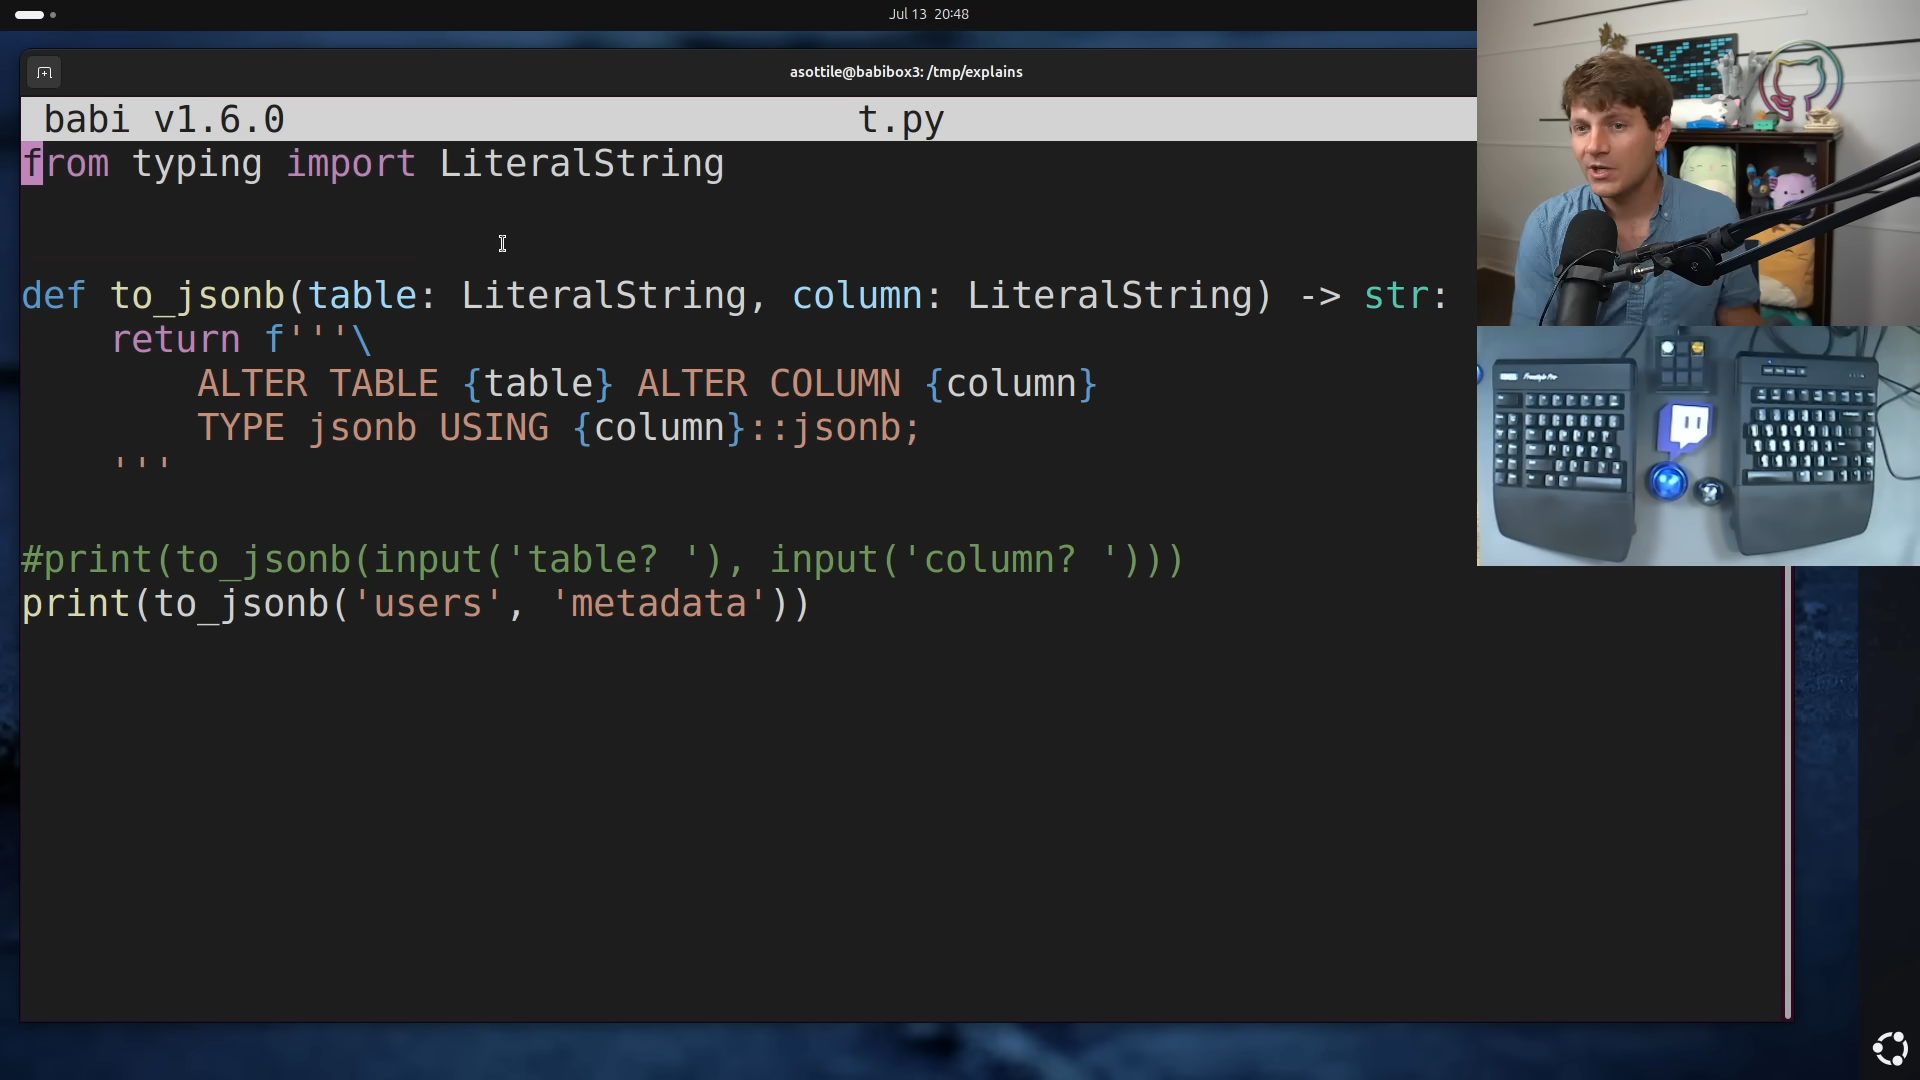 Jul 13 20:48
asottile@babibox3: /tmp/explains
babi v1.6.0 t.py
from typing import LiteralString
def to_jsonb(table: LiteralString, column: LiteralString) -> str:
    return f'''\
        ALTER TABLE {table} ALTER COLUMN {column}
        TYPE jsonb USING {column}::jsonb;
    '''
#print(to_jsonb(input('table? '), input('column? ')))
print(to_jsonb('users', 'metadata'))
Freestyle Pro